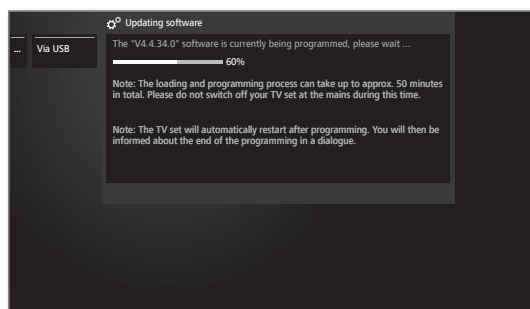 Updating software
... Via USB
The "V4.4.34.0" software is currently being programmed, please wait ...
60%
Note: The loading and programming process can take up to approx. 50 minutes
in total. Please do not switch off your TV set at the mains during this time.
Note: The TV set will automatically restart after programming. You will then be
informed about the end of the programming in a dialogue.